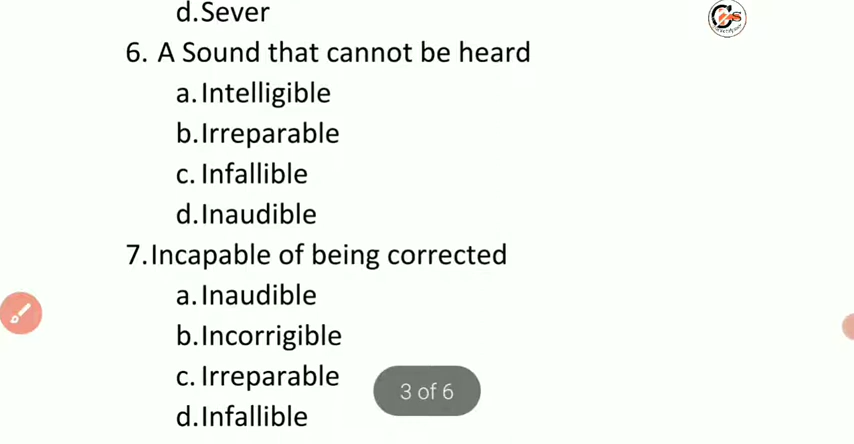 d.Sever
6. A Sound that cannot be heard
a.Intelligible
b.Irreparable
c. Infallible
d.Inaudible
7.Incapable of being corrected
a.Inaudible
b.Incorrigible
c. Irreparable
3 of 6
d.Infallible